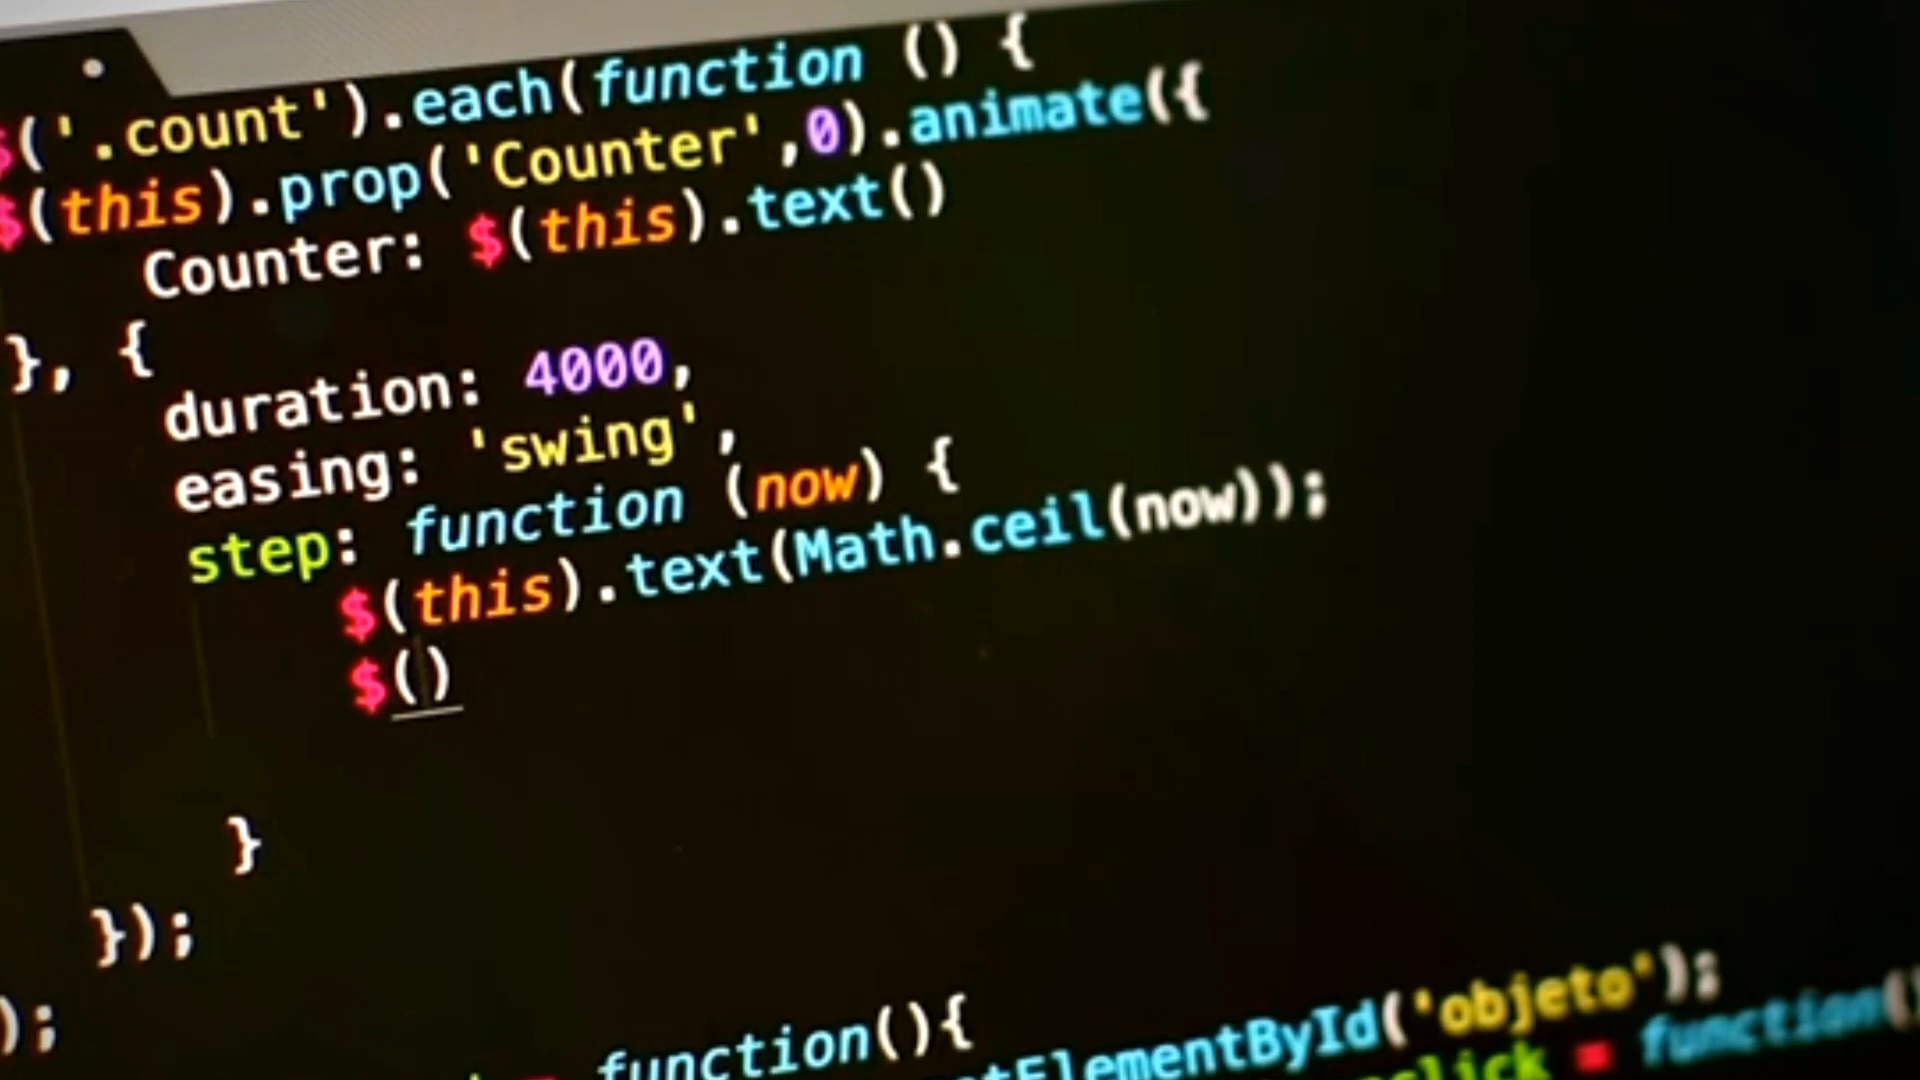 $('.count').each(function () {
$(this).prop('Counter',0).animate({
Counter: $(this).text()
}, {
duration: 4000,
easing: 'swing',
step: function (now) {
$(this).text(Math.ceil(now));
$()
}
});
);
= function(){
ElementById('objeto');
click = function()